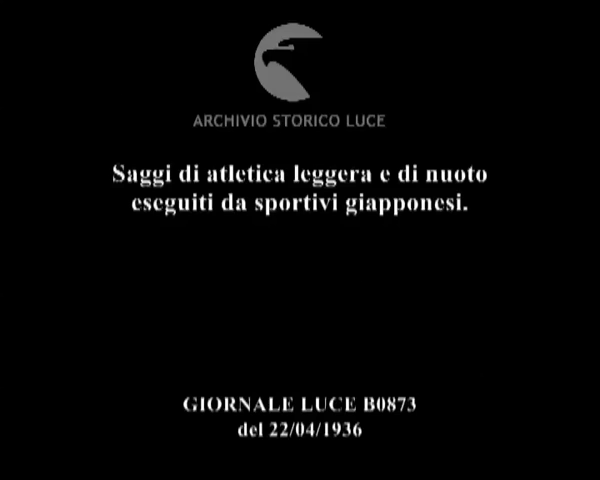 ARCHIVIO STORICO LUCE
Saggi di atletica leggera e di nuoto
eseguiti da sportivi giapponesi.
GIORNALE LUCE B0873
del 22/04/1936